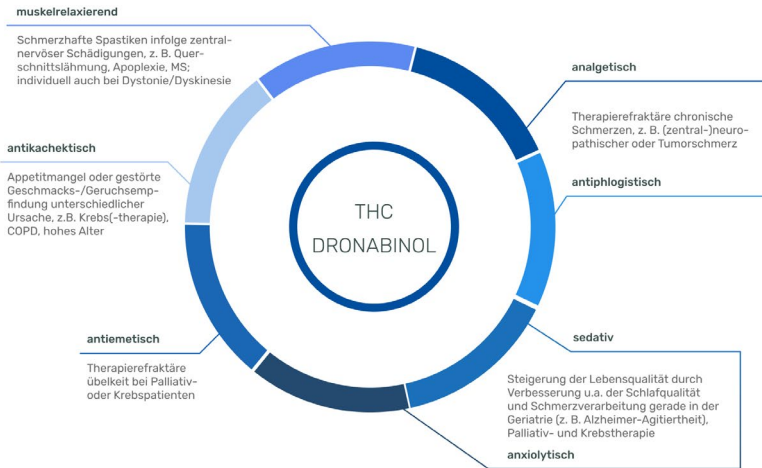 muskelrelaxierend
Schmerzhafte Spastiken infolge zentral-
nervöser Schädigungen, z. B. Quer-
schnittslähmung, Apoplexie, MS;
individuell auch bei Dystonie/Dyskinesie
analgetisch
Therapierefraktäre chronische
Schmerzen, z. B. (zentral-)neuro-
pathischer oder Tumorschmerz
antikachektisch
Appetitmangel oder gestörte
Geschmacks-/Geruchsemp-
findung unterschiedlicher
Ursache, z.B. Krebs(-therapie),
COPD, hohes Alter
antiphlogistisch
THC
DRONABINOL
antiemetisch
Therapierefraktäre
übelkeit bei Palliativ-
oder Krebspatienten
sedativ
Steigerung der Lebensqualität durch
Verbesserung u.a. der Schlafqualität
und Schmerzverarbeitung gerade in der
Geriatrie (z. B. Alzheimer-Agitiertheit),
Palliativ- und Krebstherapie
anxiolytisch